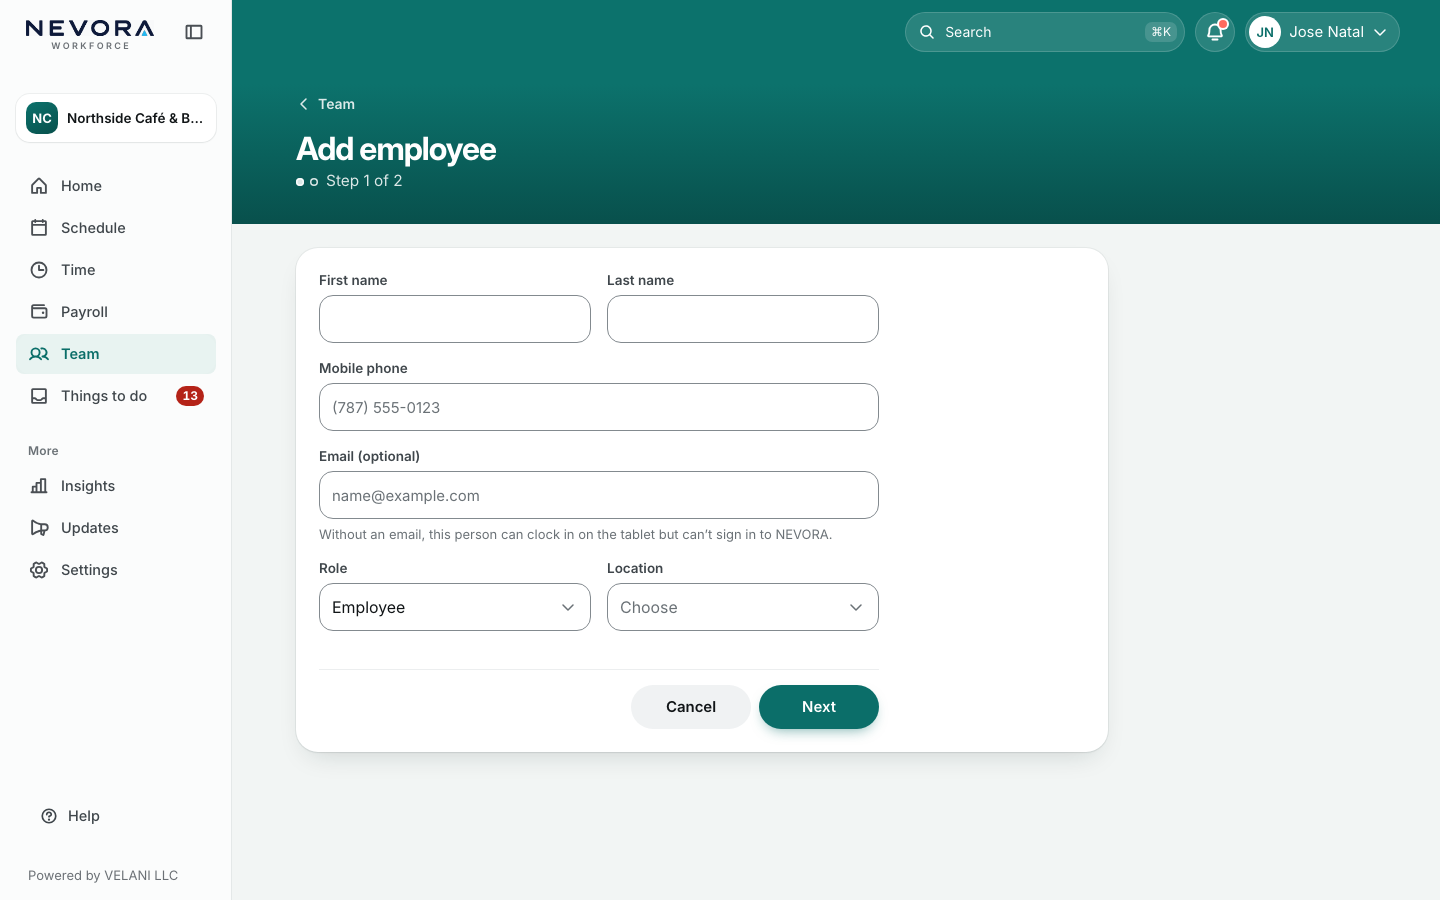 NEVORA
WORKFORCE
Search
⌘K
JN
Jose Natal
NC
Northside Café & B...
Home
Schedule
Time
Payroll
Team
Things to do
13
More
Insights
Updates
Settings
Help
Powered by VELANI LLC
Team
Add employee
Step 1 of 2
First name
Last name
Mobile phone
(787) 555-0123
Email (optional)
name@example.com
Without an email, this person can clock in on the tablet but can’t sign in to NEVORA.
Role
Location
Employee
Choose
Cancel
Next